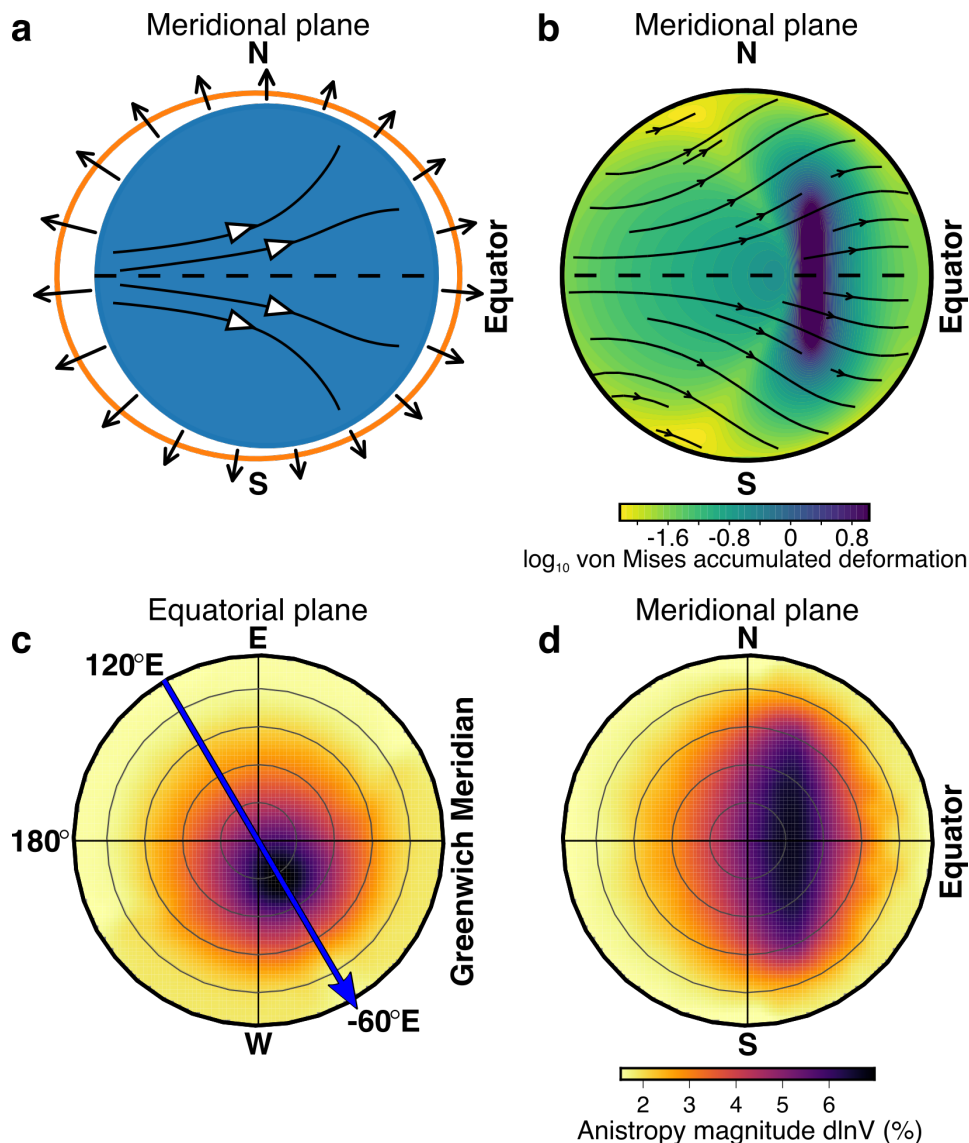 a
Meridional plane
N
Equator
S
b
Meridional plane
N
S
-1.6 -0.8 0 0.8
log₁₀ von Mises accumulated deformation
c
Equatorial plane
E
120°E
180°
Greenwich Meridian
-60°E
W
d
Meridional plane
N
Equator
S
2 3 4 5 6
Anistropy magnitude dlnV (%)